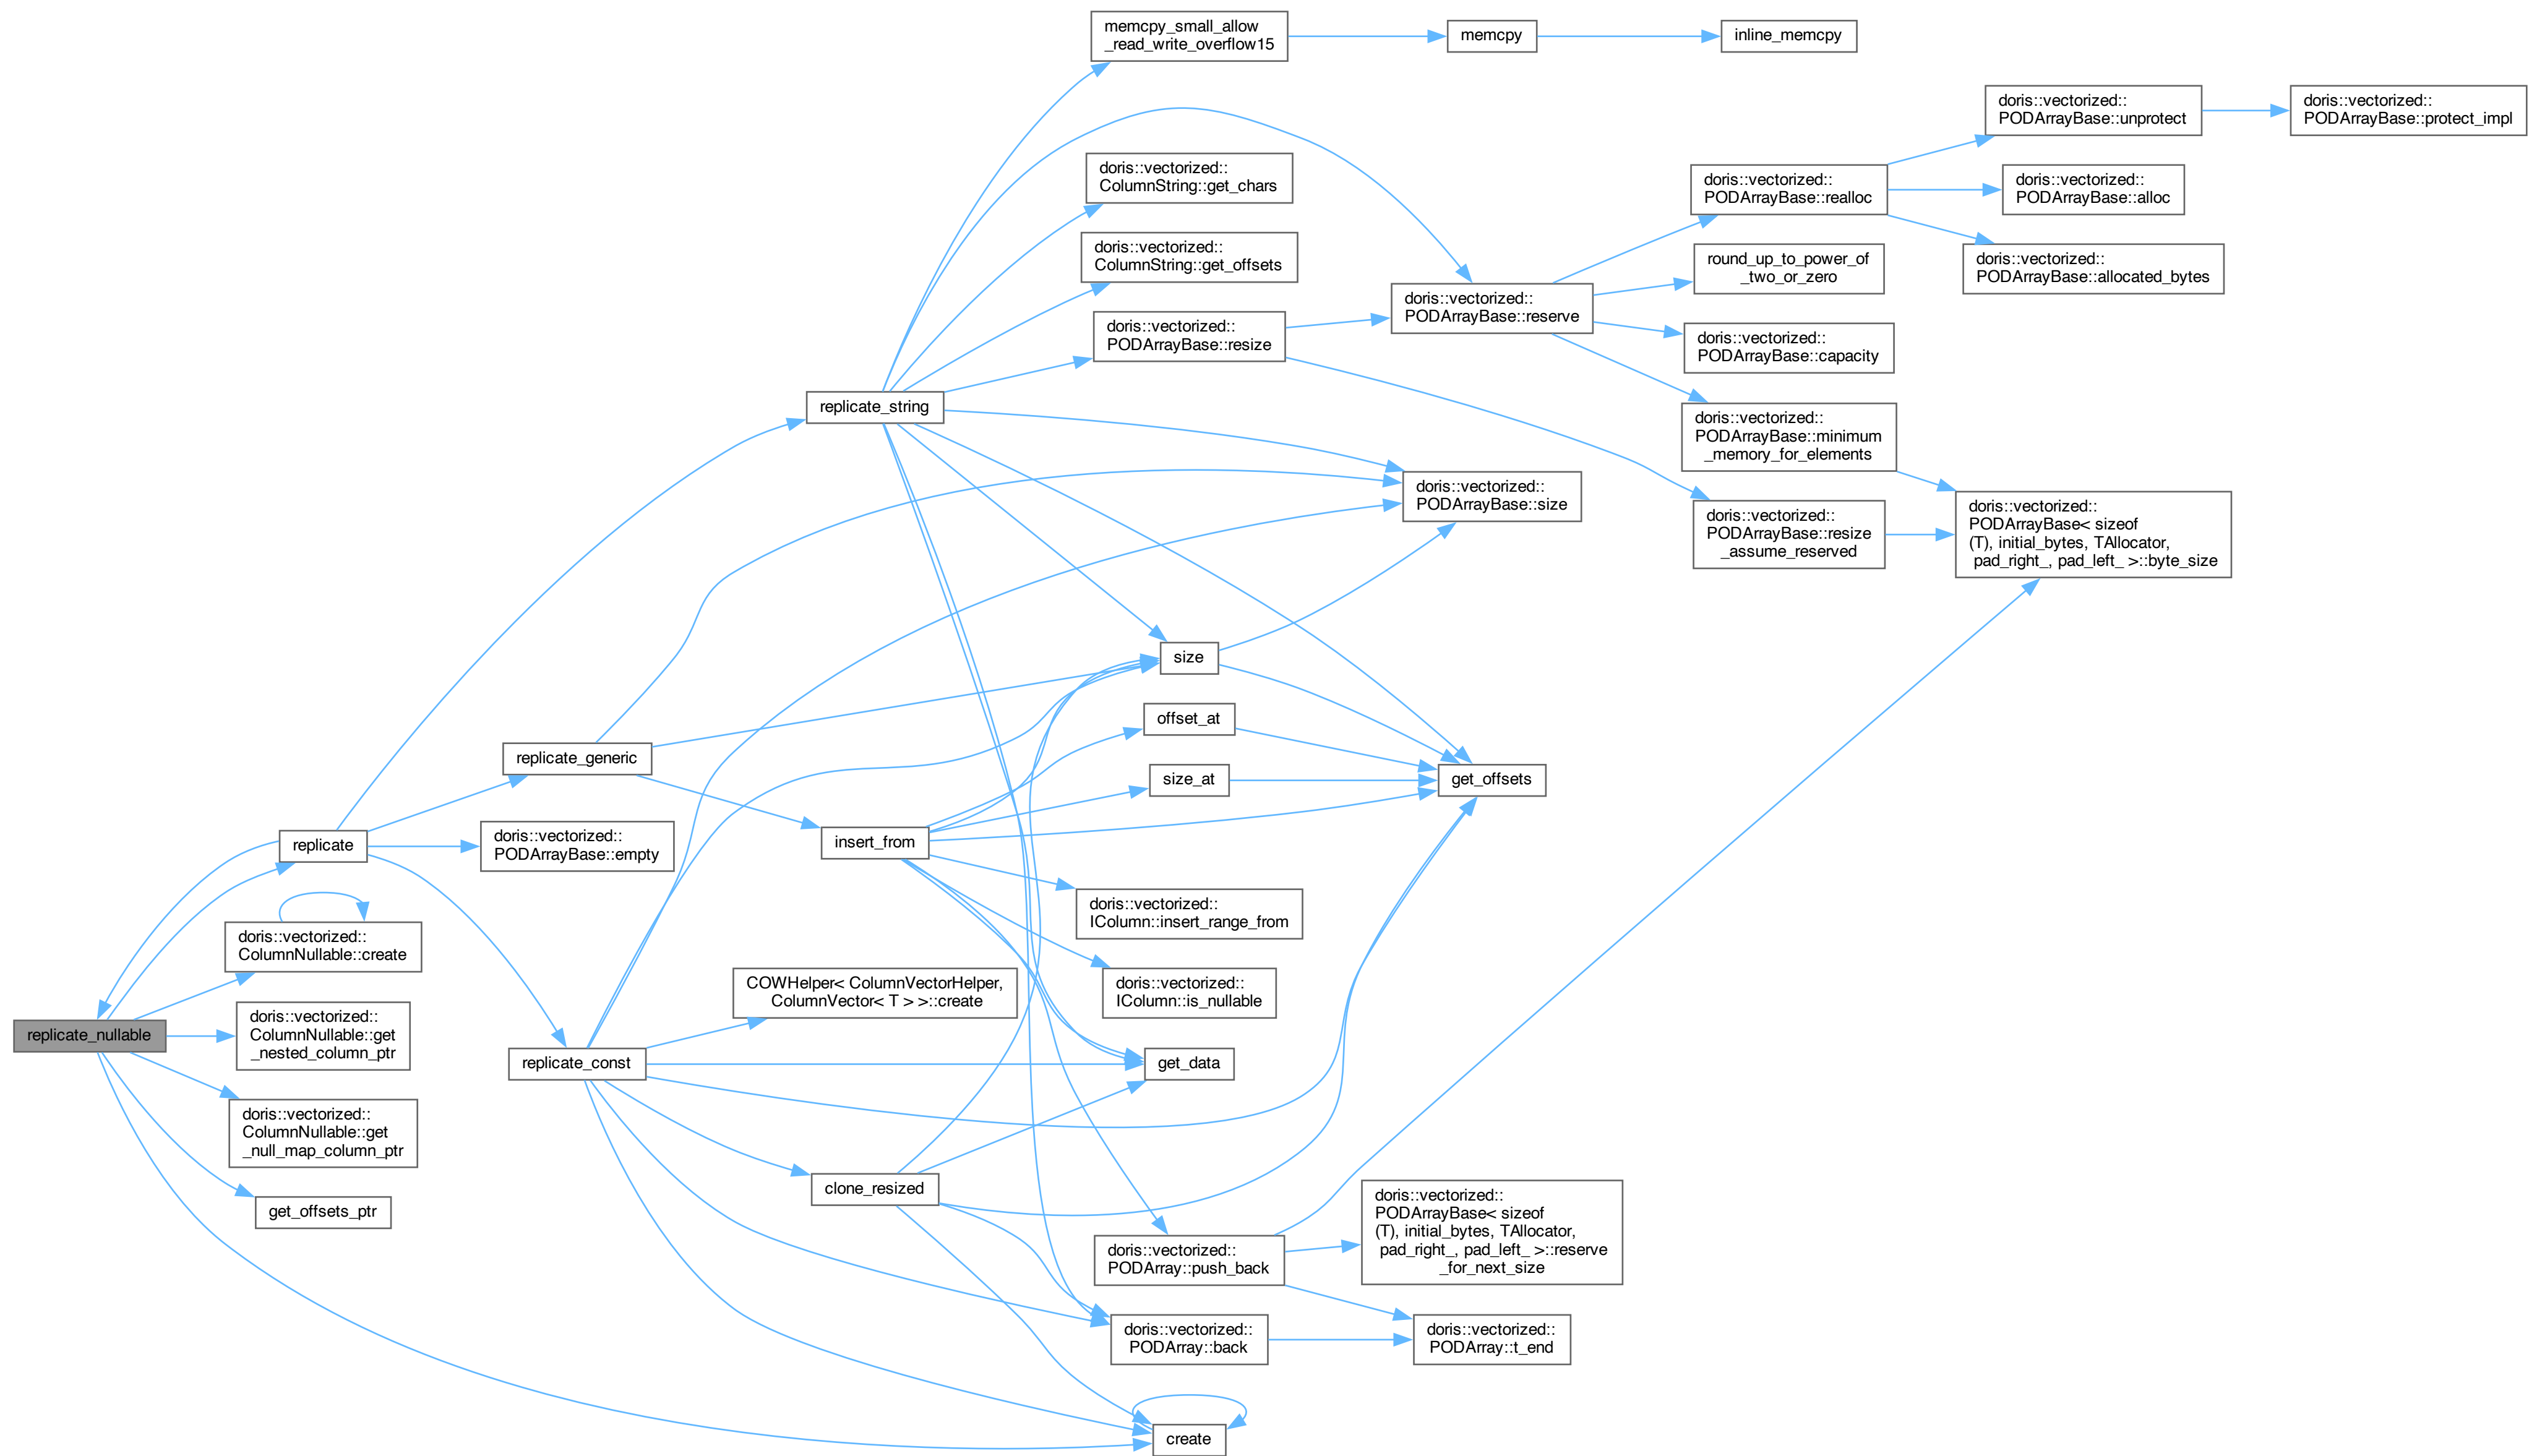 memcpy_small_allow
_read_write_overflow15
memcpy
inline_memcpy
doris::vectorized::
PODArrayBase::unprotect
doris::vectorized::
PODArrayBase::protect_impl
doris::vectorized::
ColumnString::get_chars
doris::vectorized::
PODArrayBase::realloc
doris::vectorized::
PODArrayBase::alloc
doris::vectorized::
ColumnString::get_offsets
round_up_to_power_of
_two_or_zero
doris::vectorized::
PODArrayBase::allocated_bytes
doris::vectorized::
PODArrayBase::resize
doris::vectorized::
PODArrayBase::reserve
doris::vectorized::
PODArrayBase::capacity
replicate_string
doris::vectorized::
PODArrayBase::minimum
_memory_for_elements
doris::vectorized::
PODArrayBase::size
doris::vectorized::
PODArrayBase::resize
_assume_reserved
doris::vectorized::
PODArrayBase< sizeof
(T), initial_bytes, TAllocator,
pad_right_, pad_left_ >::byte_size
size
offset_at
replicate_generic
size_at
get_offsets
replicate
doris::vectorized::
PODArrayBase::empty
insert_from
doris::vectorized::
IColumn::insert_range_from
doris::vectorized::
ColumnNullable::create
COWHelper< ColumnVectorHelper,
ColumnVector< T > >::create
doris::vectorized::
IColumn::is_nullable
replicate_nullable
doris::vectorized::
ColumnNullable::get
_nested_column_ptr
replicate_const
get_data
doris::vectorized::
ColumnNullable::get
_null_map_column_ptr
clone_resized
get_offsets_ptr
doris::vectorized::
PODArray::push_back
doris::vectorized::
PODArrayBase< sizeof
(T), initial_bytes, TAllocator,
pad_right_, pad_left_ >::reserve
_for_next_size
doris::vectorized::
PODArray::back
doris::vectorized::
PODArray::t_end
create